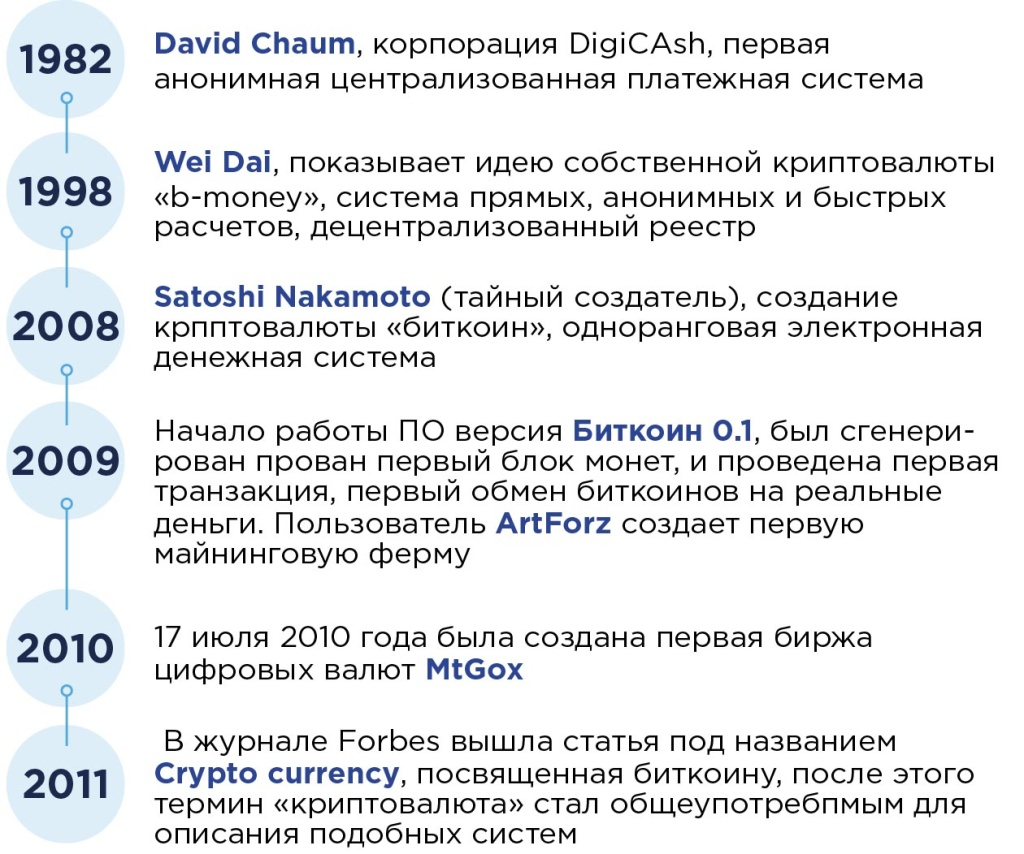 1982
David Chaum, корпорация DigiCAsh, первая
анонимная централизованная платежная система
1998
Wei Dai, показывает идею собственной криптовалюты
«b-money», система прямых, анонимных и быстрых
расчетов, децентрализованный реестр
2008
Satoshi Nakamoto (тайный создатель), создание
крпптовалюты «биткоин», одноранговая электронная
денежная система
2009
Начало работы ПО версия Биткоин 0.1, был сгенери-
рован прован первый блок монет, и проведена первая
транзакция, первый обмен биткоинов на реальные
деньги. Пользователь ArtForz создает первую
майнинговую ферму
2010
17 июля 2010 года была создана первая биржа
цифровых валют MtGox
2011
В журнале Forbes вышла статья под названием
Crypto currency, посвященная биткоину, после этого
термин «криптовалюта» стал общеупотребпмым для
описания подобных систем